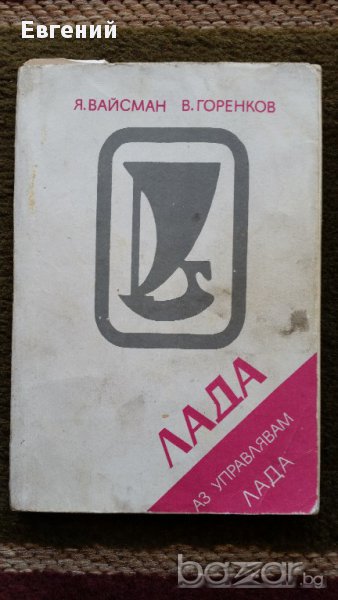 Евгений
Я.ВАЙСМАН В.ГОРЕНКОВ
ЛАДА
АЗ УПРАВЛЯВАМ
ЛАДА
bazar.bg